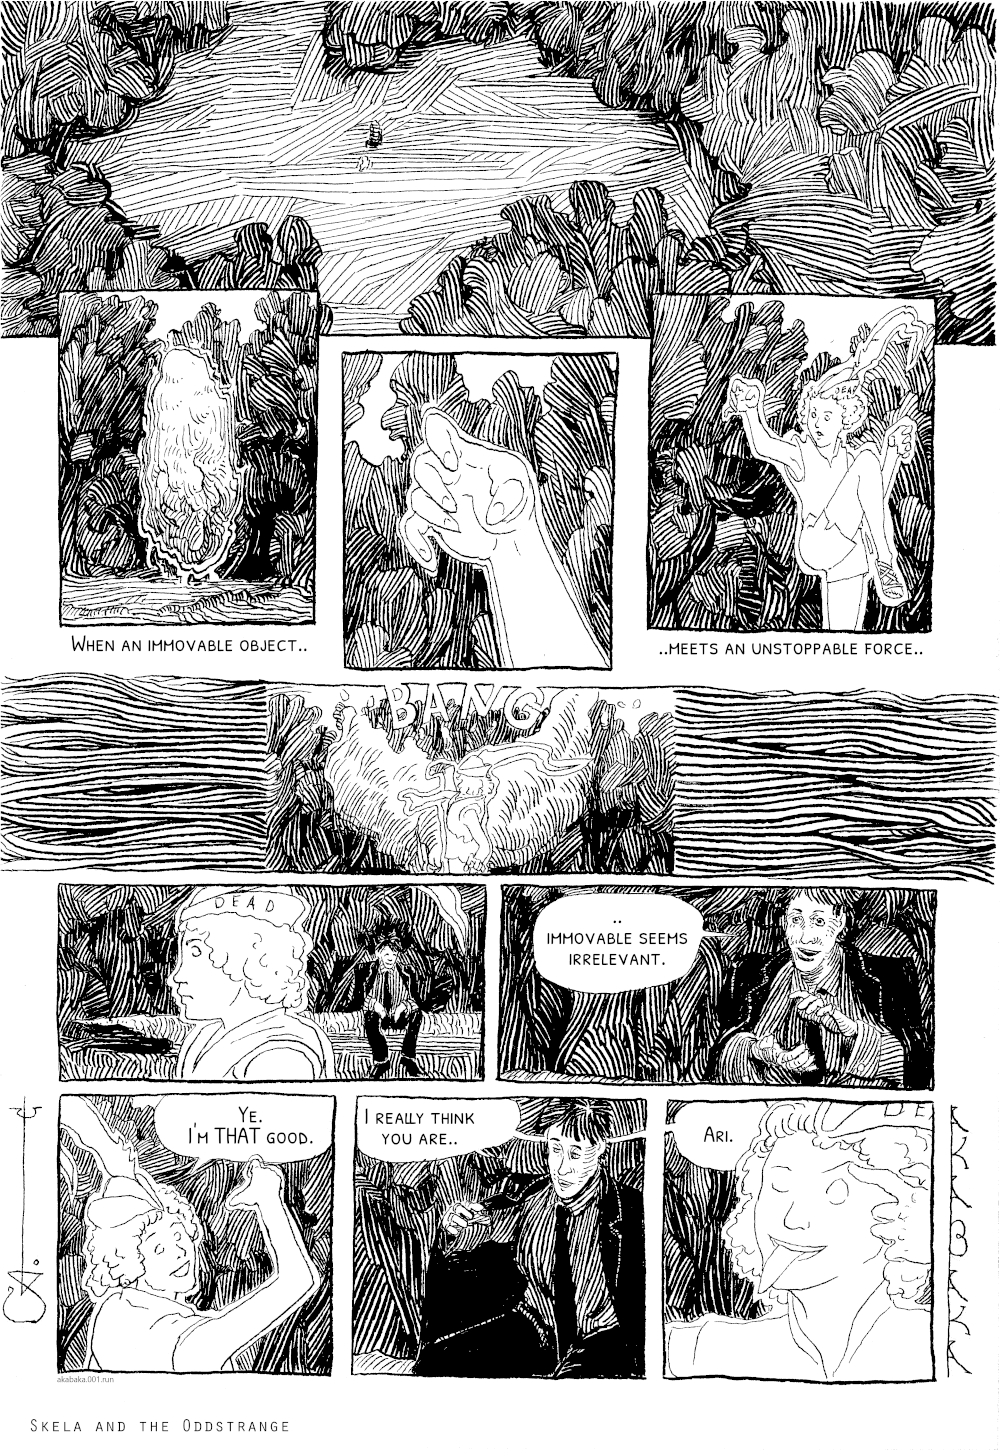 DEAD
WHEN AN IMMOVABLE OBJECT..
..MEETS AN UNSTOPPABLE FORCE..
BANG
DEAD
..
IMMOVABLE SEEMS
IRRELEVANT.
YE.
I'M THAT GOOD.
I REALLY THINK
YOU ARE..
ARI.
DE
akabaka.001.run
SKELA AND THE ODDSTRANGE